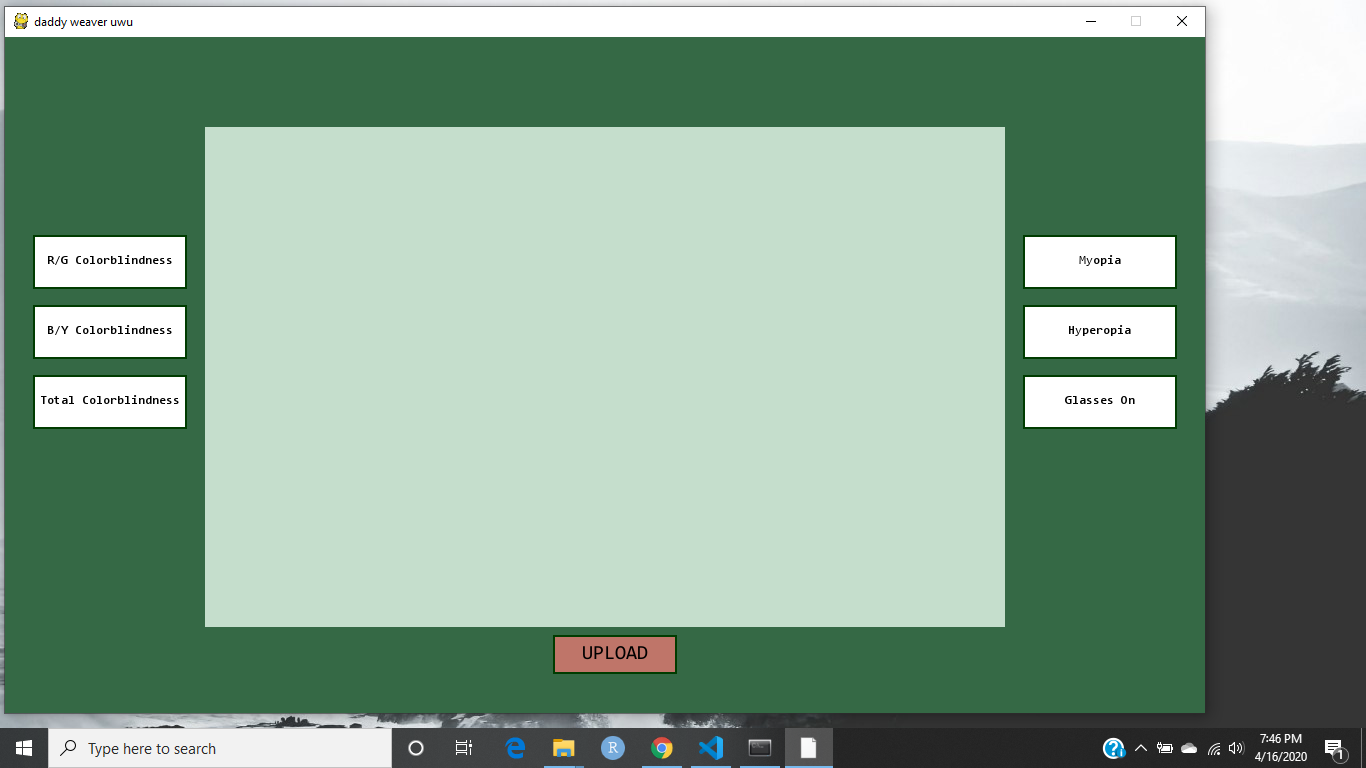 daddy weaver uwu
R/G Colorblindness
Myopia
B/Y Colorblindness
Hyperopia
Total Colorblindness
Glasses On
UPLOAD
Type here to search
R
7:46 PM
4/16/2020
1